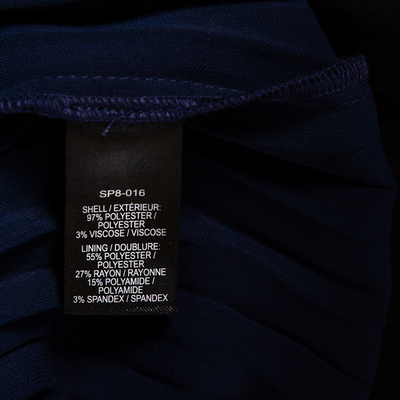 SP8-016
SHELL / EXTÉRIEUR:
97% POLYESTER /
POLYESTER
3% VISCOSE / VISCOSE
LINING / DOUBLURE:
55% POLYESTER /
POLYESTER
27% RAYON / RAYONNE
15% POLYAMIDE /
POLYAMIDE
3% SPANDEX / SPANDEX